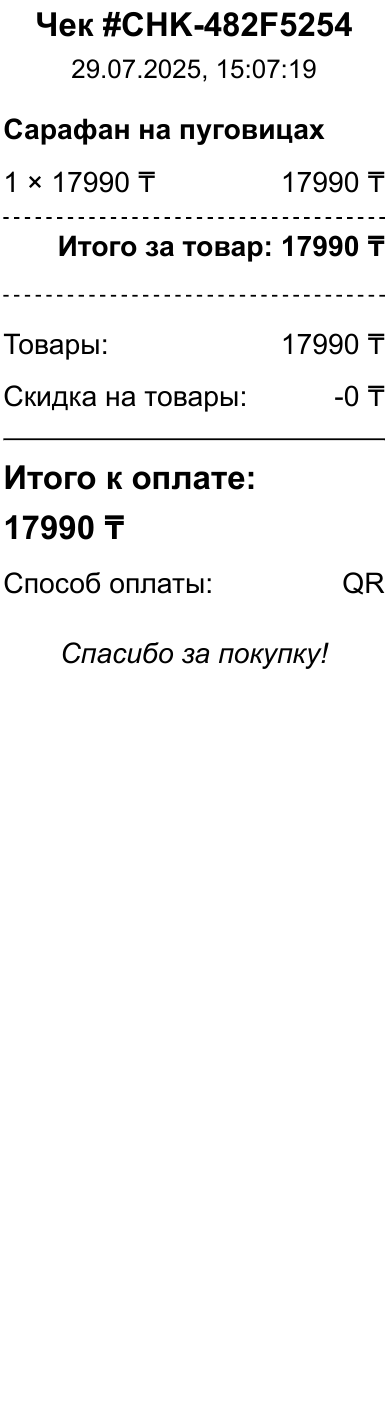 Чек #CHK-482F5254
29.07.2025, 15:07:19
Сарафан на пуговицах
1 × 17990 ₸ 17990 ₸
Итого за товар: 17990 ₸
Товары: 17990 ₸
Скидка на товары: -0 ₸
Итого к оплате:
17990 ₸
Способ оплаты: QR
Спасибо за покупку!